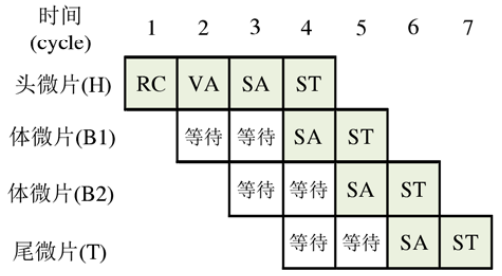 时间
(cycle) 1 2 3 4 5 6 7
头微片(H) RC VA SA ST
体微片(B1) 等待 等待 SA ST
体微片(B2) 等待 等待 SA ST
尾微片(T) 等待 等待 SA ST